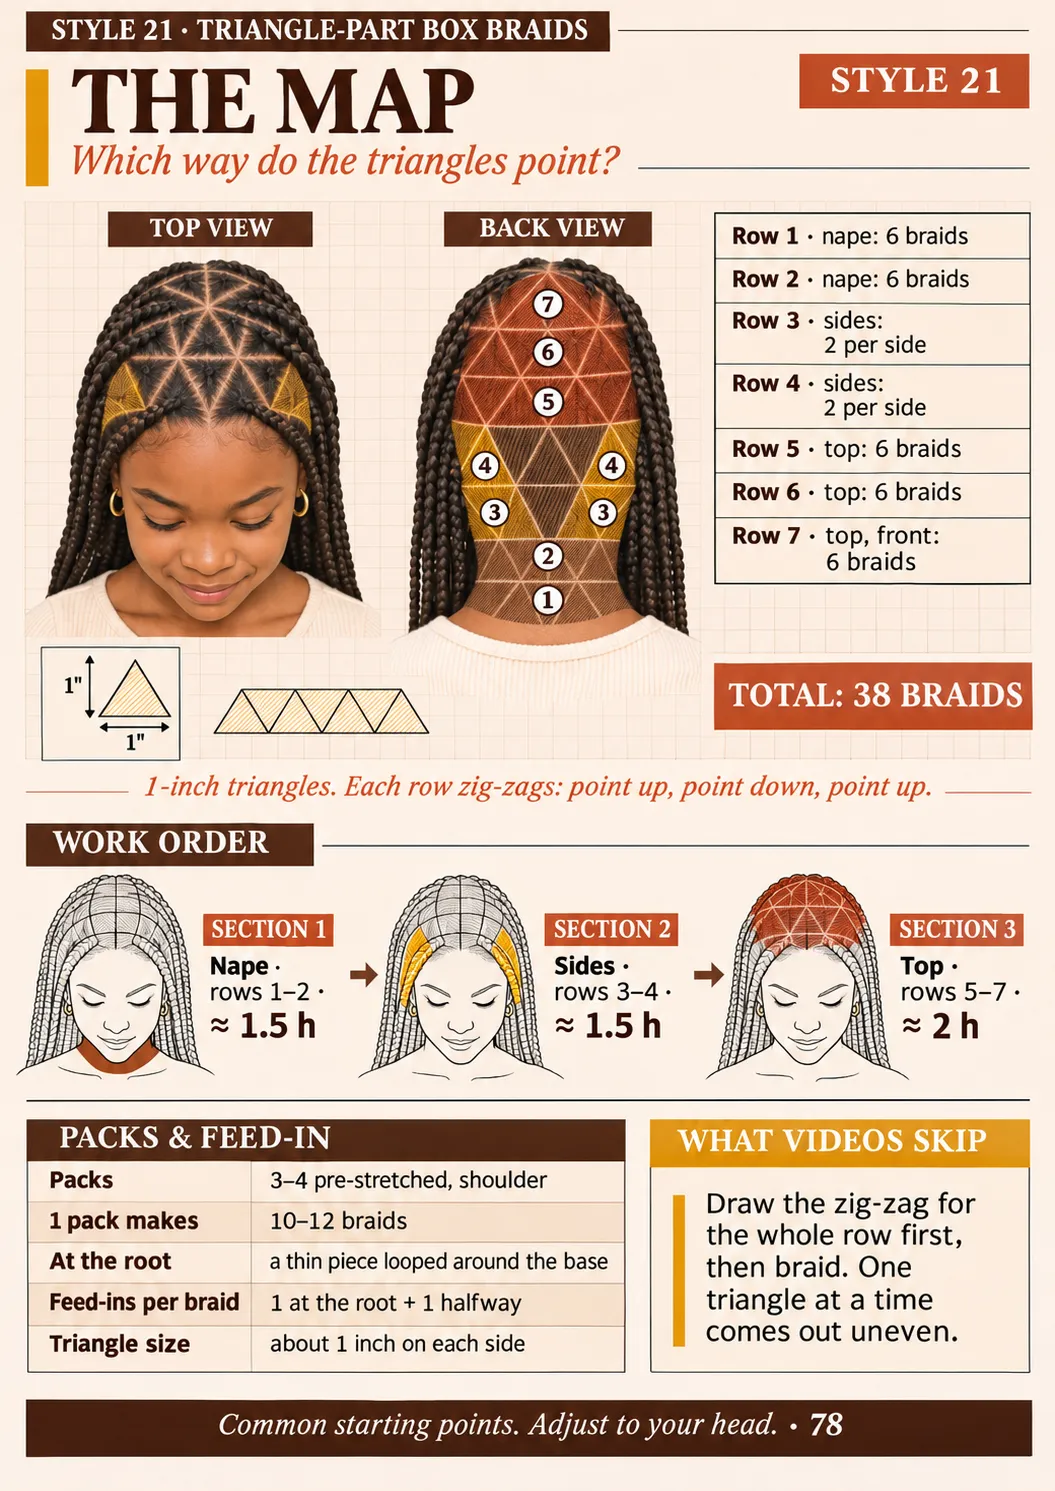 STYLE 21 · TRIANGLE-PART BOX BRAIDS
THE MAP
STYLE 21
Which way do the triangles point?
TOP VIEW
BACK VIEW
7
6
5
4
4
3
3
2
1
Row 1 · nape: 6 braids
Row 2 · nape: 6 braids
Row 3 · sides:
2 per side
Row 4 · sides:
2 per side
Row 5 · top: 6 braids
Row 6 · top: 6 braids
Row 7 · top, front:
6 braids
1"
1"
TOTAL: 38 BRAIDS
1-inch triangles. Each row zig-zags: point up, point down, point up.
WORK ORDER
SECTION 1
Nape ·
rows 1–2 ·
≈ 1.5 h
SECTION 2
Sides ·
rows 3–4 ·
≈ 1.5 h
SECTION 3
Top ·
rows 5–7 ·
≈ 2 h
PACKS & FEED-IN
Packs 3–4 pre-stretched, shoulder
1 pack makes 10–12 braids
At the root a thin piece looped around the base
Feed-ins per braid 1 at the root + 1 halfway
Triangle size about 1 inch on each side
WHAT VIDEOS SKIP
Draw the zig-zag for
the whole row first,
then braid. One
triangle at a time
comes out uneven.
Common starting points. Adjust to your head. · 78